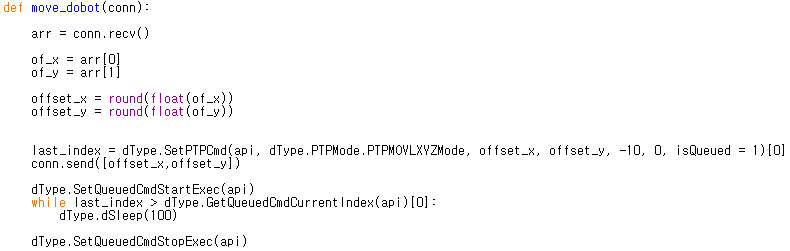 def move_dobot(conn):
arr = conn.recv()
of_x = arr[0]
of_y = arr[1]
offset_x = round(float(of_x))
offset_y = round(float(of_y))
last_index = dType.SetPTPCmd(api, dType.PTPMode.PTPMOVLXYZMode, offset_x, offset_y, -10, 0, isQueued = 1)[0]
conn.send([offset_x,offset_y])
dType.SetQueuedCmdStartExec(api)
while last_index > dType.GetQueuedCmdCurrentIndex(api)[0]:
dType.dSleep(100)
dType.SetQueuedCmdStopExec(api)